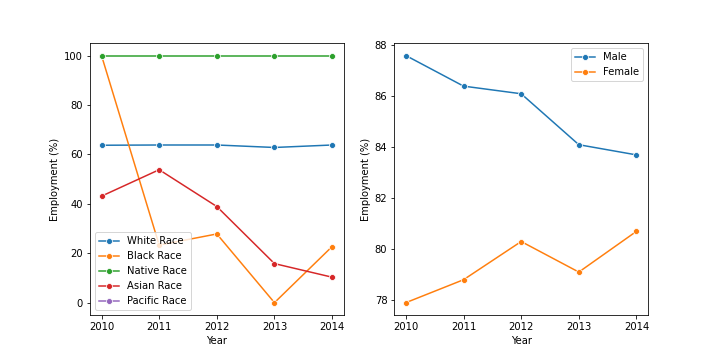 100
80
60
40
20
0
Employment (%)
White Race
Black Race
Native Race
Asian Race
Pacific Race
2010 2011 2012 2013 2014
Year
88
86
84
82
80
78
Employment (%)
Male
Female
2010 2011 2012 2013 2014
Year